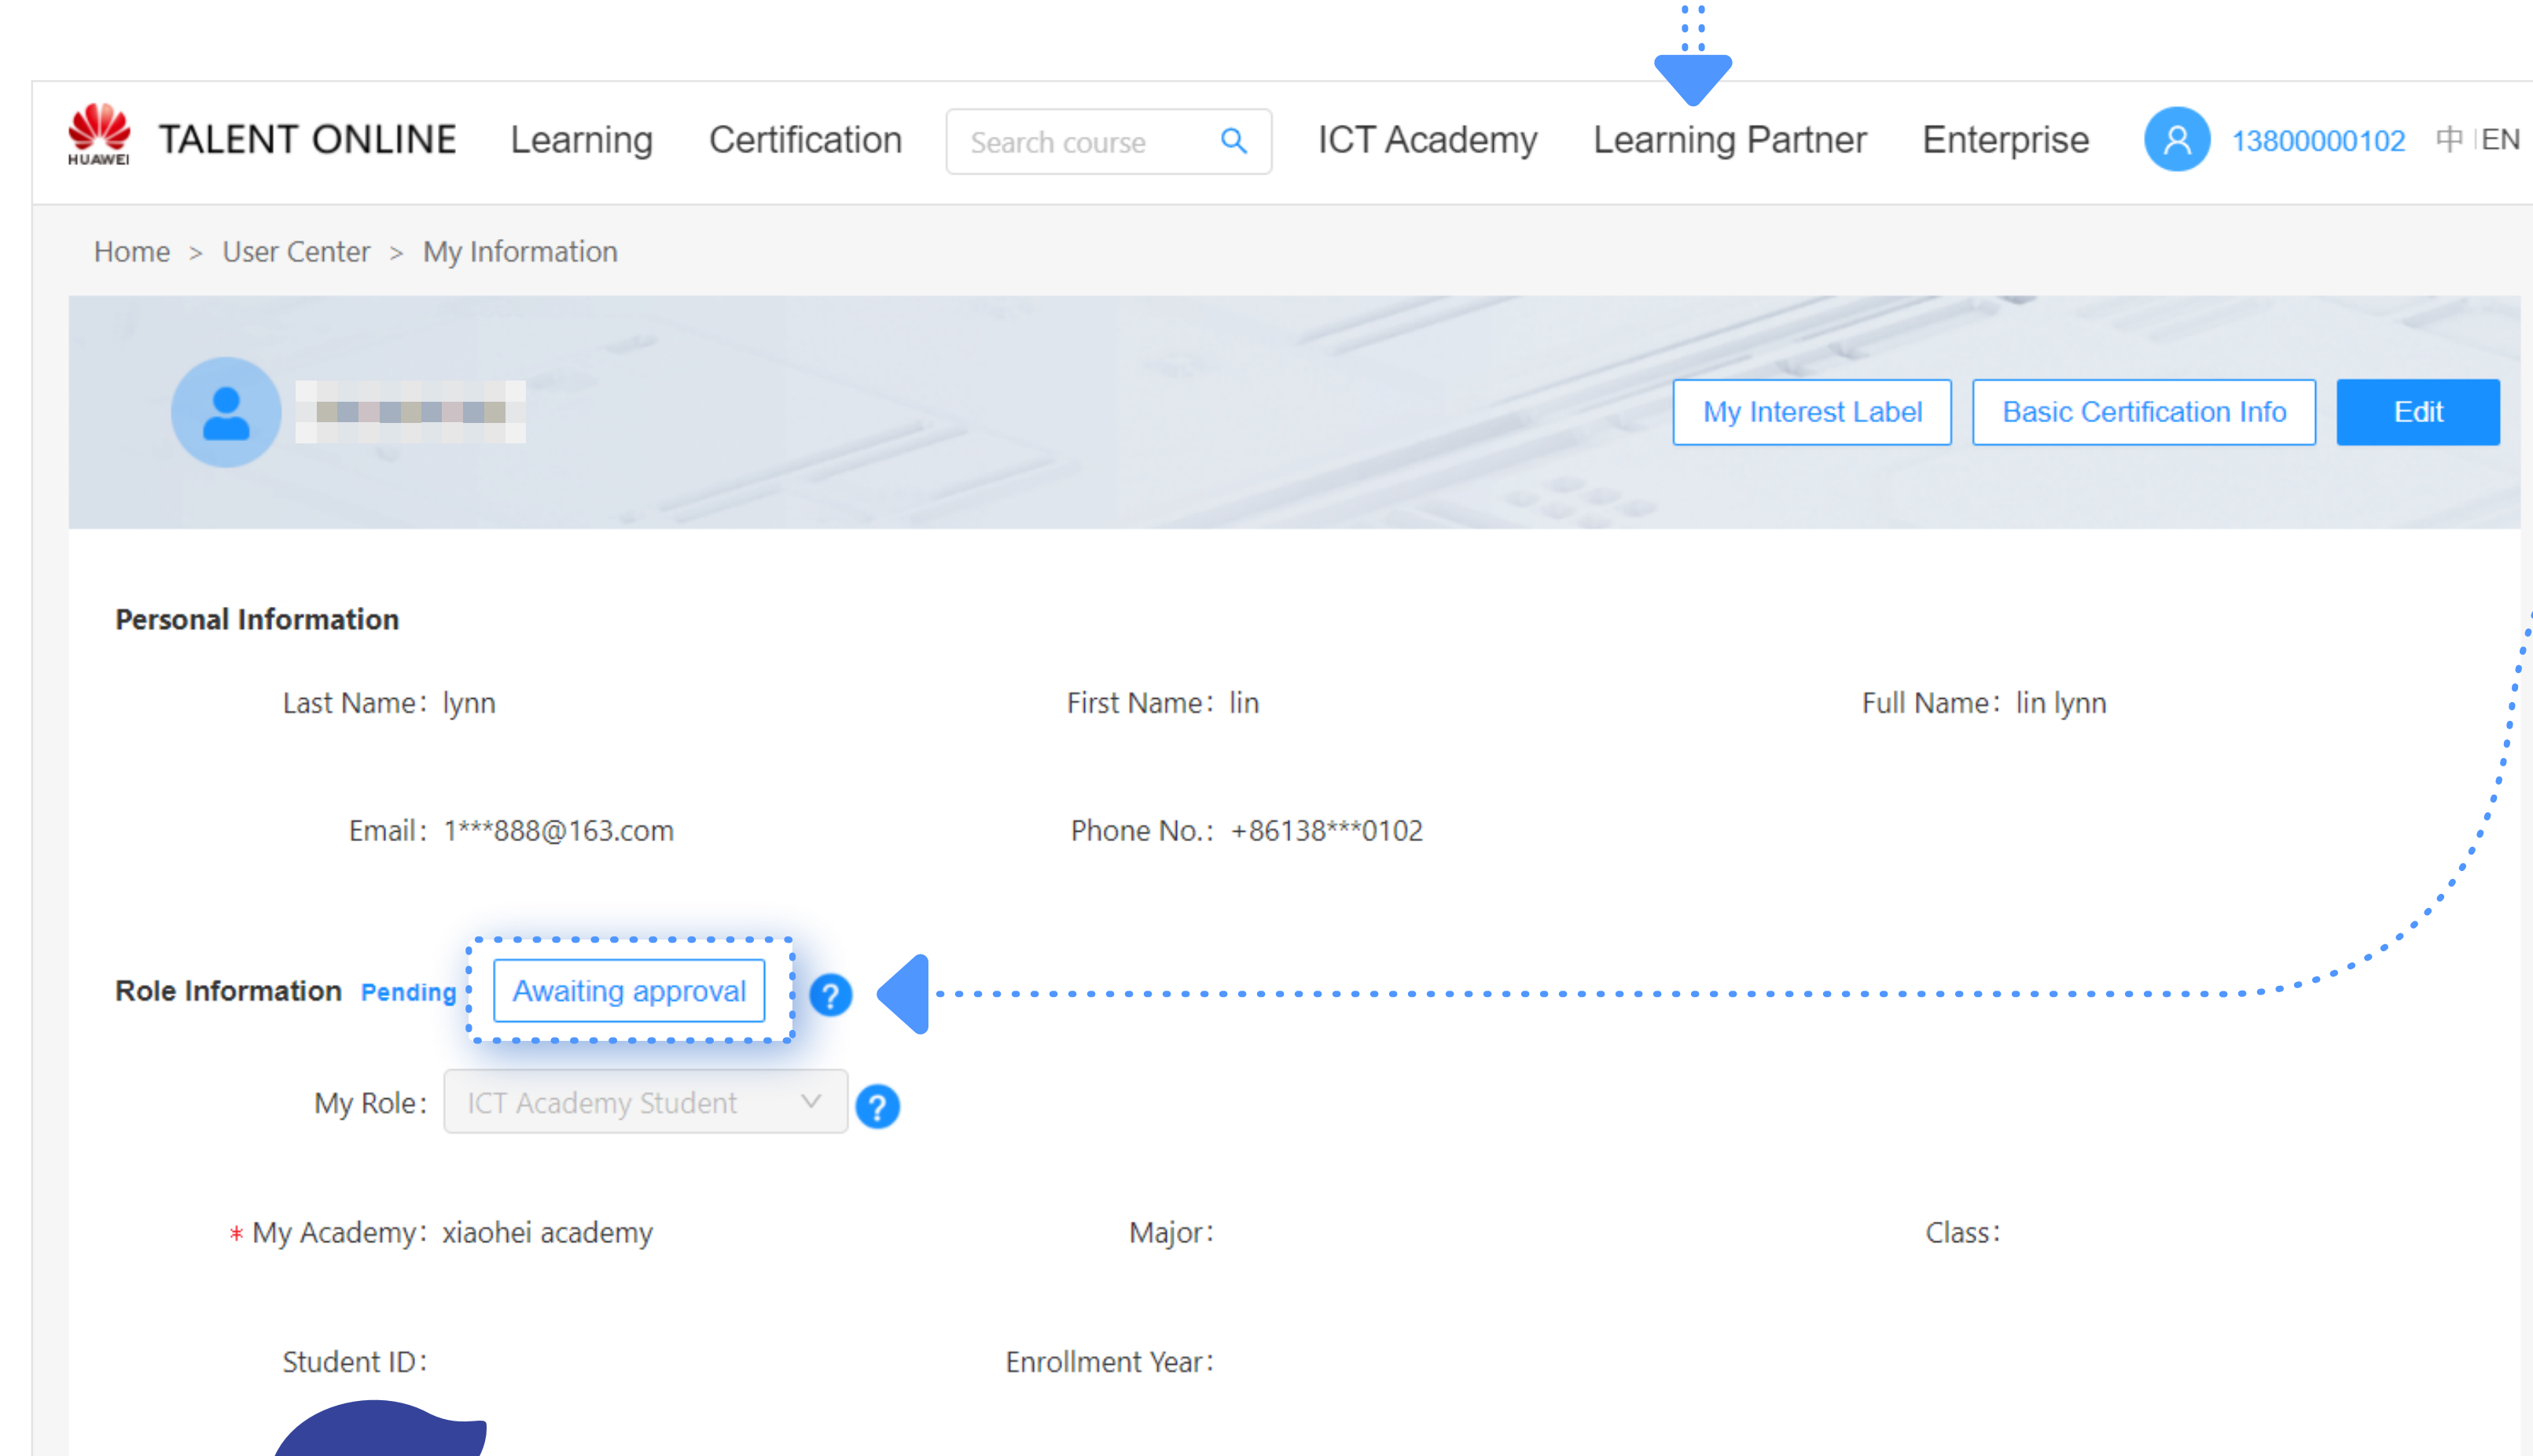 HUAWEI TALENT ONLINE Learning Certification Search course ICT Academy Learning Partner Enterprise 13800000102 中 | EN
Home > User Center > My Information
My Interest Label Basic Certification Info Edit
Personal Information
Last Name: lynn First Name: lin Full Name: lin lynn
Email: 1***888@163.com Phone No.: +86138***0102
Role Information Pending Awaiting approval ?
My Role: ICT Academy Student ?
* My Academy: xiaohei academy Major: Class:
Student ID: Enrollment Year: